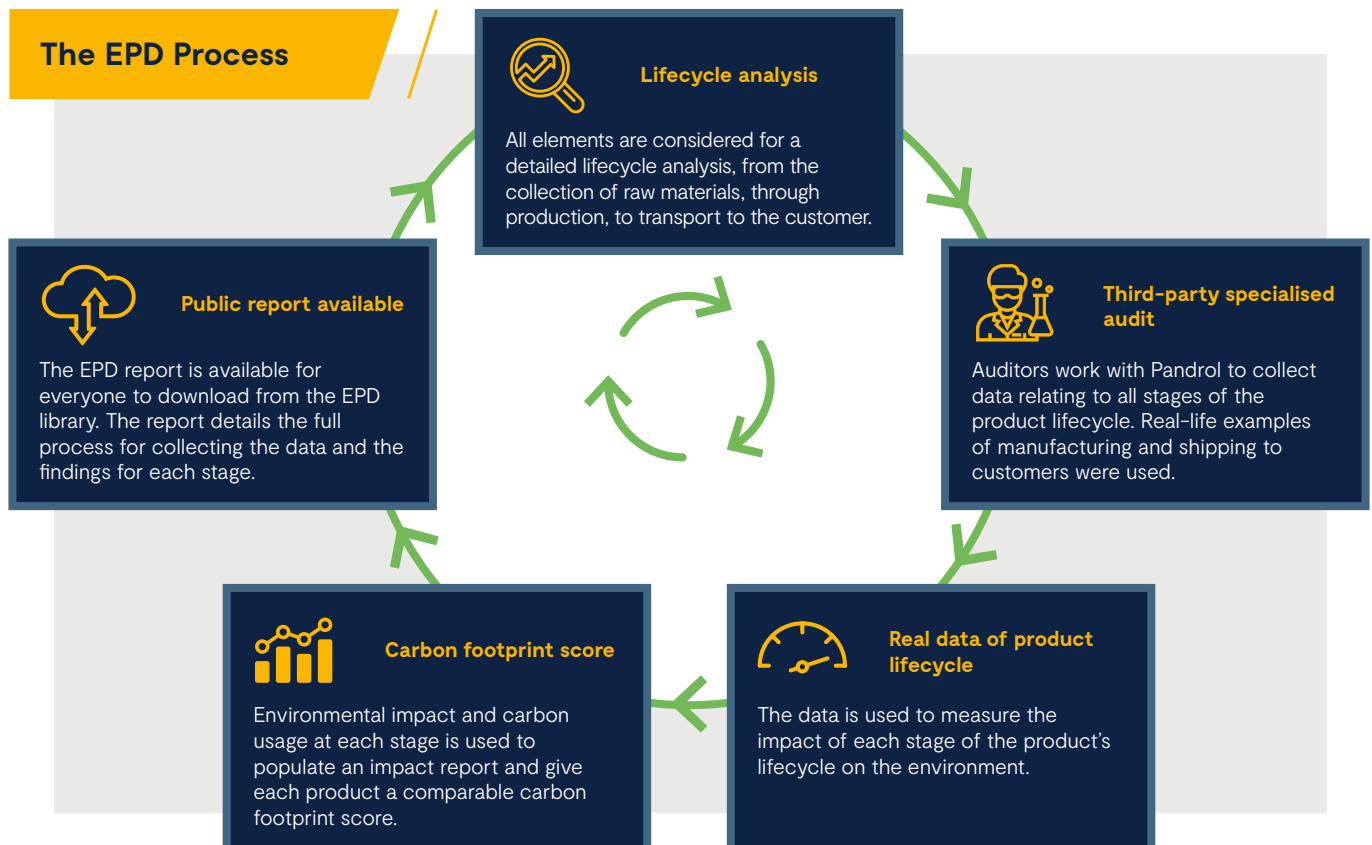 The EPD Process
Lifecycle analysis
All elements are considered for a
detailed lifecycle analysis, from the
collection of raw materials, through
production, to transport to the customer.
Third-party specialised
audit
Auditors work with Pandrol to collect
data relating to all stages of the
product lifecycle. Real-life examples
of manufacturing and shipping to
customers were used.
Real data of product
lifecycle
The data is used to measure the
impact of each stage of the product's
lifecycle on the environment.
Carbon footprint score
Environmental impact and carbon
usage at each stage is used to
populate an impact report and give
each product a comparable carbon
footprint score.
Public report available
The EPD report is available for
everyone to download from the EPD
library. The report details the full
process for collecting the data and the
findings for each stage.